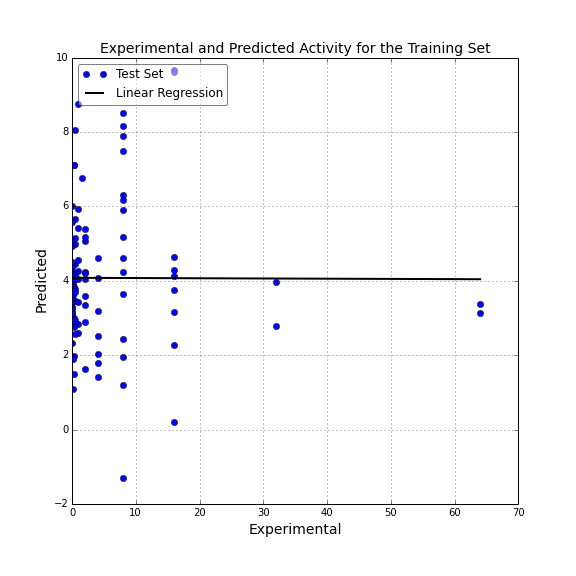 Experimental and Predicted Activity for the Training Set
10
Test Set
Linear Regression
8
6
4
2
0
−2
Predicted
0 10 20 30 40 50 60 70
Experimental